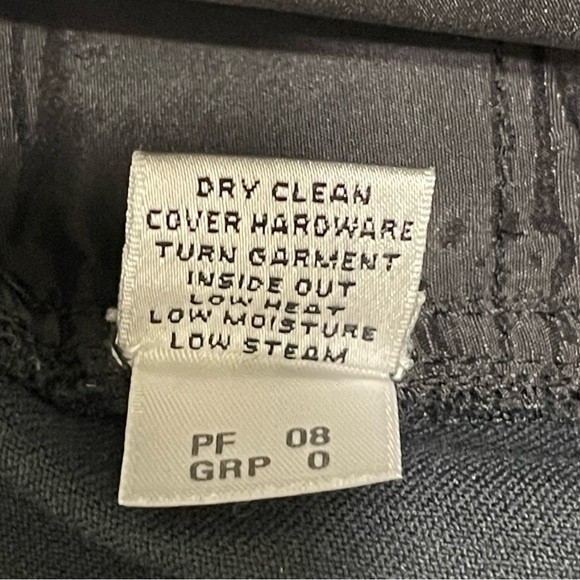 DRY CLEAN
COVER HARDWARE
TURN GARMENT
INSIDE OUT
LOW HEAT
LOW MOISTURE
LOW STEAM
PF 08
GRP 0